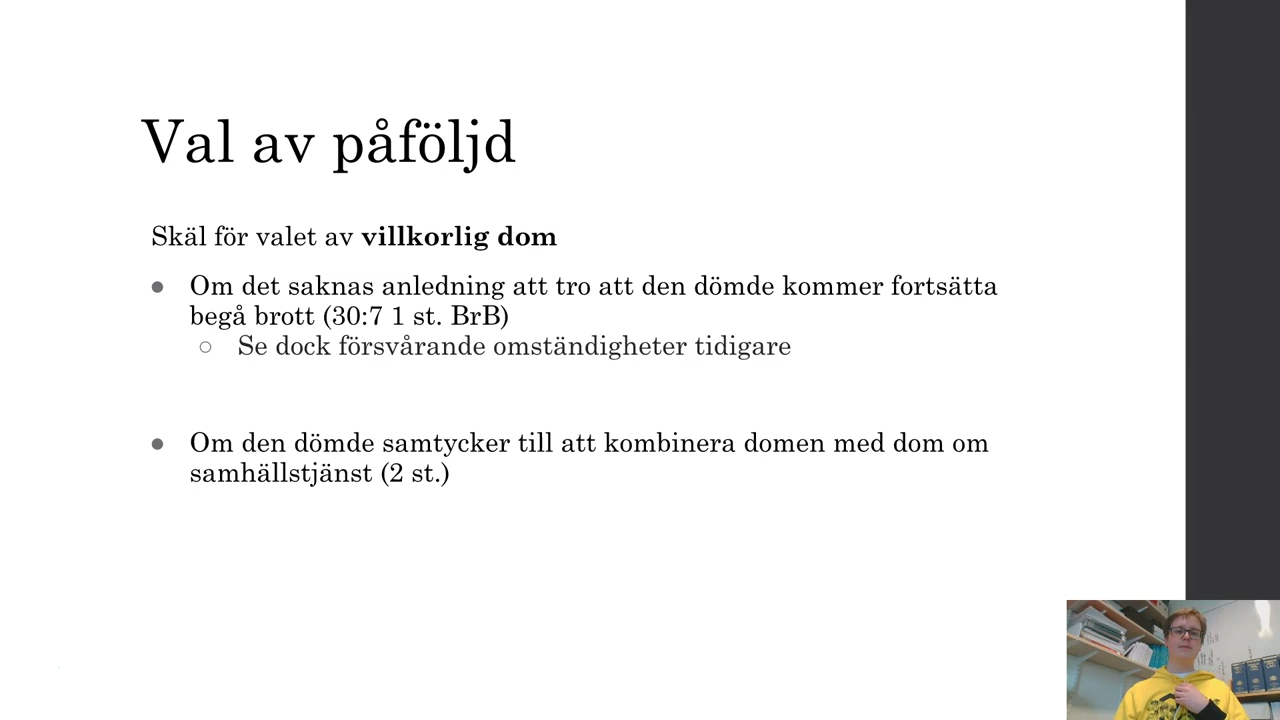 Val av påföljd
Skäl för valet av villkorlig dom
● Om det saknas anledning att tro att den dömde kommer fortsätta
begå brott (30:7 1 st. BrB)
○ Se dock försvårande omständigheter tidigare
● Om den dömde samtycker till att kombinera domen med dom om
samhällstjänst (2 st.)